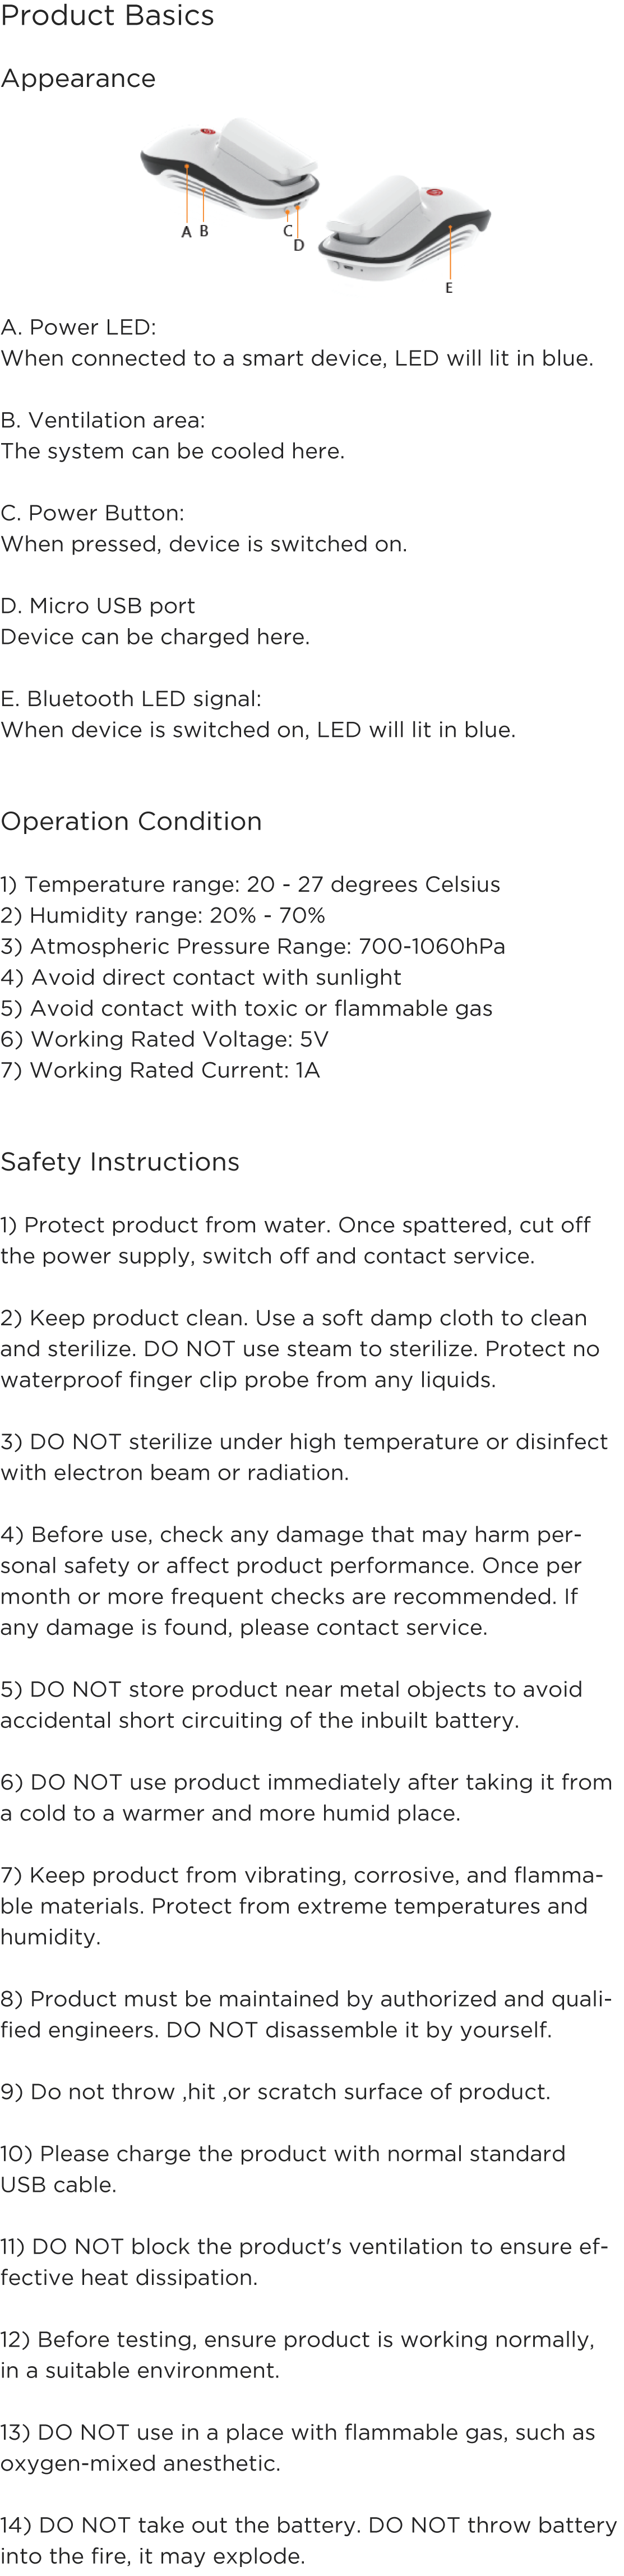 Product Basics
Appearance
A B
C
D
E
A. Power LED:
When connected to a smart device, LED will lit in blue.
B. Ventilation area:
The system can be cooled here.
C. Power Button:
When pressed, device is switched on.
D. Micro USB port
Device can be charged here.
E. Bluetooth LED signal:
When device is switched on, LED will lit in blue.
Operation Condition
1) Temperature range: 20 - 27 degrees Celsius
2) Humidity range: 20% - 70%
3) Atmospheric Pressure Range: 700-1060hPa
4) Avoid direct contact with sunlight
5) Avoid contact with toxic or flammable gas
6) Working Rated Voltage: 5V
7) Working Rated Current: 1A
Safety Instructions
1) Protect product from water. Once spattered, cut off
the power supply, switch off and contact service.
2) Keep product clean. Use a soft damp cloth to clean
and sterilize. DO NOT use steam to sterilize. Protect no
waterproof finger clip probe from any liquids.
3) DO NOT sterilize under high temperature or disinfect
with electron beam or radiation.
4) Before use, check any damage that may harm per-
sonal safety or affect product performance. Once per
month or more frequent checks are recommended. If
any damage is found, please contact service.
5) DO NOT store product near metal objects to avoid
accidental short circuiting of the inbuilt battery.
6) DO NOT use product immediately after taking it from
a cold to a warmer and more humid place.
7) Keep product from vibrating, corrosive, and flamma-
ble materials. Protect from extreme temperatures and
humidity.
8) Product must be maintained by authorized and quali-
fied engineers. DO NOT disassemble it by yourself.
9) Do not throw ,hit ,or scratch surface of product.
10) Please charge the product with normal standard
USB cable.
11) DO NOT block the product's ventilation to ensure ef-
fective heat dissipation.
12) Before testing, ensure product is working normally,
in a suitable environment.
13) DO NOT use in a place with flammable gas, such as
oxygen-mixed anesthetic.
14) DO NOT take out the battery. DO NOT throw battery
into the fire, it may explode.